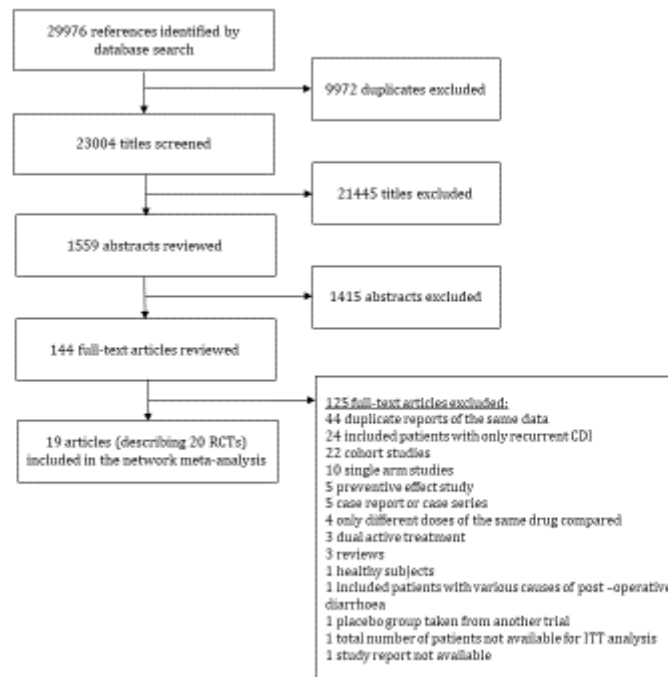 29976 references identified by
database search
9972 duplicates excluded
23004 titles screened
21445 titles excluded
1559 abstracts reviewed
1415 abstracts excluded
144 full-text articles reviewed
125 full-text articles excluded:
44 duplicate reports of the same data
24 included patients with only recurrent CDI
22 cohort studies
10 single arm studies
5 preventive effect study
5 case report or case series
4 only different doses of the same drug compared
3 dual active treatment
3 reviews
1 healthy subjects
1 included patients with various causes of post –operative
diarrhoea
1 placebo group taken from another trial
1 total number of patients not available for ITT analysis
1 study report not available
19 articles (describing 20 RCTs)
included in the network meta-analysis